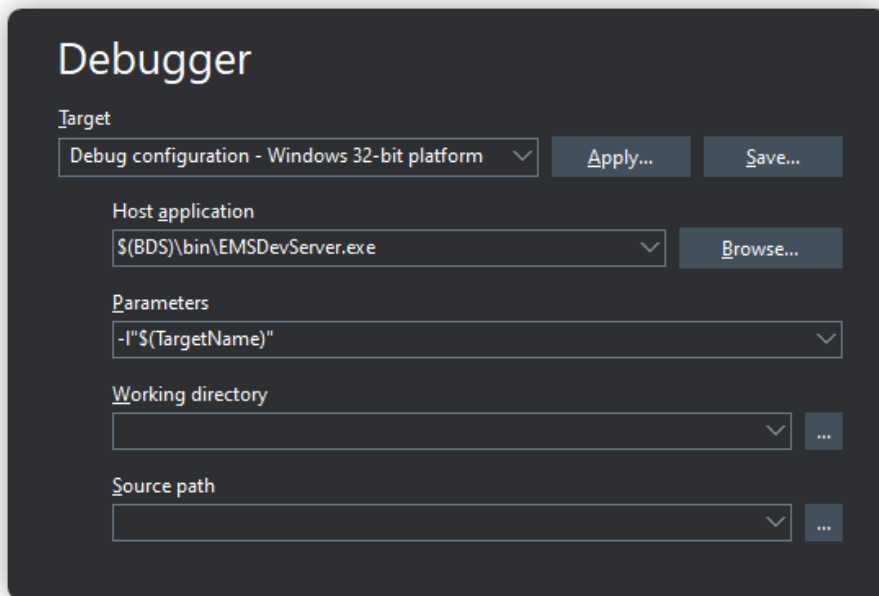 Debugger
Target
Debug configuration - Windows 32-bit platform
Apply...
Save...
Host application
$(BDS)\bin\EMSDevServer.exe
Browse...
Parameters
-l"$(TargetName)"
Working directory
...
Source path
...